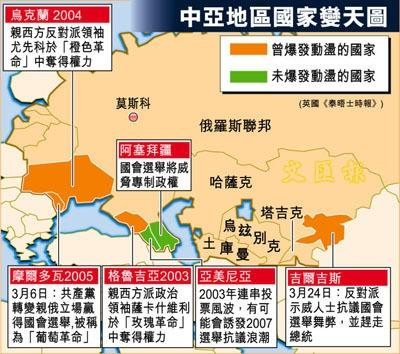 中亞地區國家變天圖
曾爆發動盪的國家
未爆發動盪的國家
(英國《泰晤士時報》)
烏克蘭 2004
親西方反對派領袖
尤先科於「橙色革
命」中奪得權力
莫斯科
俄羅斯聯邦
阿塞拜疆
國會選舉將威
脅專制政權
文匯報
哈薩克
烏兹別克
塔吉克
土庫曼
摩爾多瓦2005
3月6日：共產黨
轉變親俄立場贏
得國會選舉,被稱
為「葡萄革命」
格魯吉亞2003
親西方派政治
領袖薩卡什維利
於「玫瑰革命」
中奪得權力
亞美尼亞
2003年連串投
票風波，有可
能會誘發2007
選舉抗議浪潮
吉爾吉斯
3月24日：反對派
示威人士抗議國會
選舉舞弊，並趕走
總統